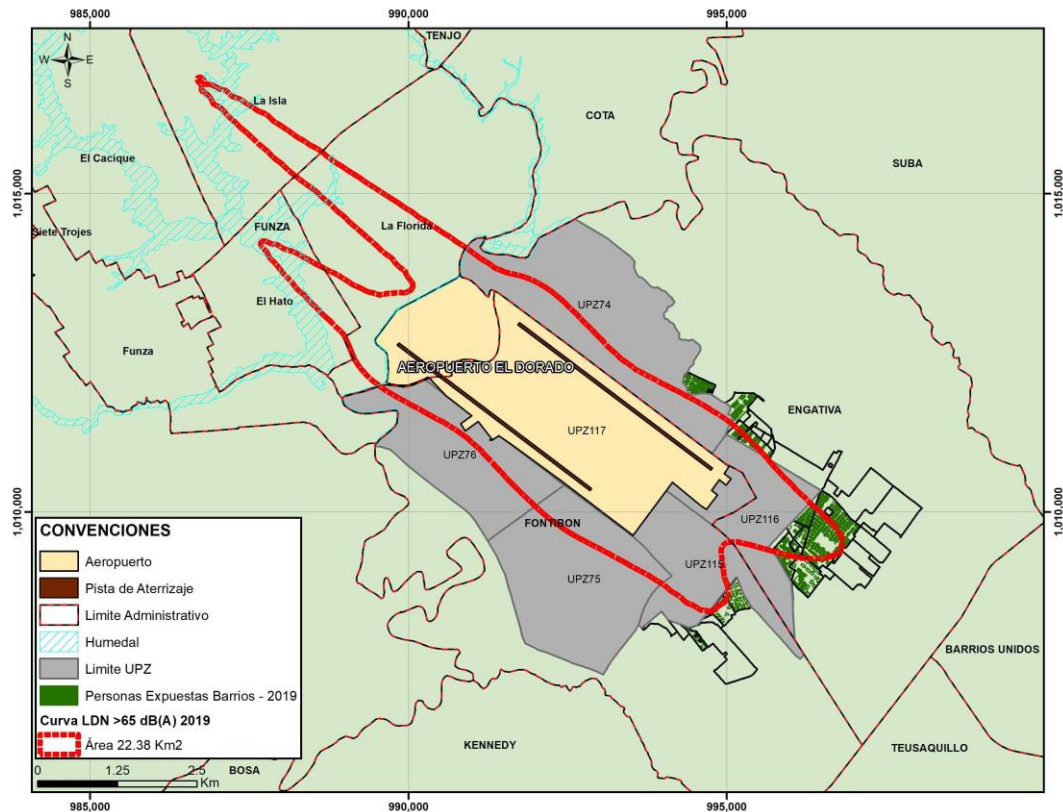 985,000 990,000 995,000
TENJO
N
W E
S
La Isla
COTA
El Cacique
SUBA
1,015,000 1,015,000
Siete Trojes
FUNZA
La Florida
El Hato
UPZ74
Funza
AEROPUERTO EL DORADO
ENGATIVA
UPZ117
UPZ76
1,010,000 1,010,000
FONTIBON
UPZ116
UPZ75
UPZ115
BARRIOS UNIDOS
KENNEDY
TEUSAQUILLO
BOSA
CONVENCIONES
Aeropuerto
Pista de Aterrizaje
Limite Administrativo
Humedal
Limite UPZ
Personas Expuestas Barrios - 2019
Curva LDN >65 dB(A) 2019
Área 22.38 Km2
0 1.25 2.5
Km
985,000 990,000 995,000